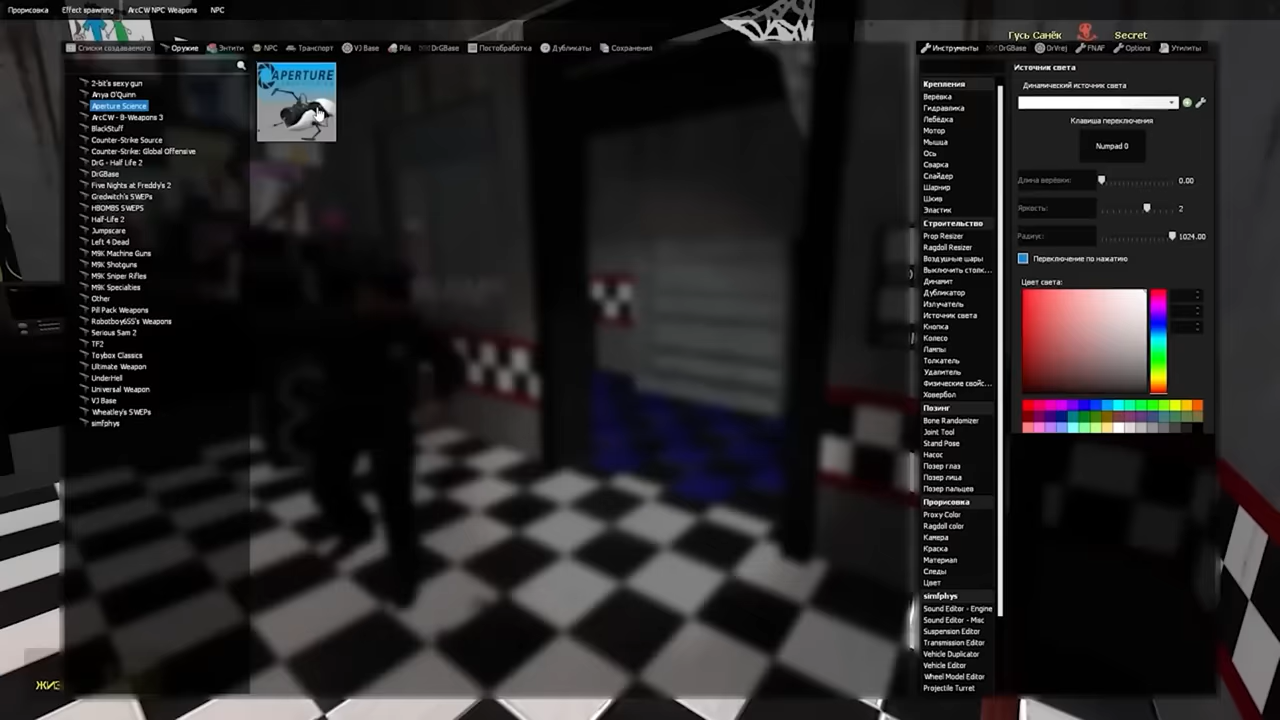 Прорисовка Effect spawning ArcCW NPC Weapons NPC
Гусь Санёк Secret
Списки создаваемого Оружие Энтити NPC Транспорт VJ Base Pills DrGBase Постобработка Дубликаты Сохранения
Инструменты DrGBase DrVrej FNAF Options Утилиты
2-bit's sexy gun
Anya O'Quinn
Aperture Science
ArcCW - B-Weapons 3
BlackStuff
Counter-Strike Source
Counter-Strike: Global Offensive
DrG - Half Life 2
DrGBase
Five Nights at Freddy's 2
Gredwitch's SWEPs
HBOMBS SWEPS
Half-Life 2
Jumpscare
Left 4 Dead
M9K Machine Guns
M9K Shotguns
M9K Sniper Rifles
M9K Specialties
Other
Pill Pack Weapons
Robotboy655's Weapons
Serious Sam 2
TF2
Toybox Classics
Ultimate Weapon
UnderHell
Universal Weapon
VJ Base
Wheatley's SWEPs
simfphys
APERTURE
Крепления
Верёвка
Гидравлика
Лебёдка
Мотор
Мышца
Ось
Сварка
Слайдер
Шарнир
Шкив
Эластик
Строительство
Prop Resizer
Ragdoll Resizer
Воздушные шары
Выключить столк...
Динамит
Дубликатор
Излучатель
Источник света
Кнопка
Колесо
Лампы
Толкатель
Удалитель
Физические свойс...
Ховербол
Позинг
Bone Randomizer
Joint Tool
Stand Pose
Насос
Позер глаз
Позер лица
Позер пальцев
Прорисовка
Proxy Color
Ragdoll color
Камера
Краска
Материал
Следы
Цвет
simfphys
Sound Editor - Engine
Sound Editor - Misc
Suspension Editor
Transmission Editor
Vehicle Duplicator
Vehicle Editor
Wheel Model Editor
Projectile Turret
Источник света
Динамический источник света
Клавиша переключения
Numpad 0
Длина верёвки: 0.00
Яркость: 2
Радиус: 1024.00
Переключение по нажатию
Цвет света: